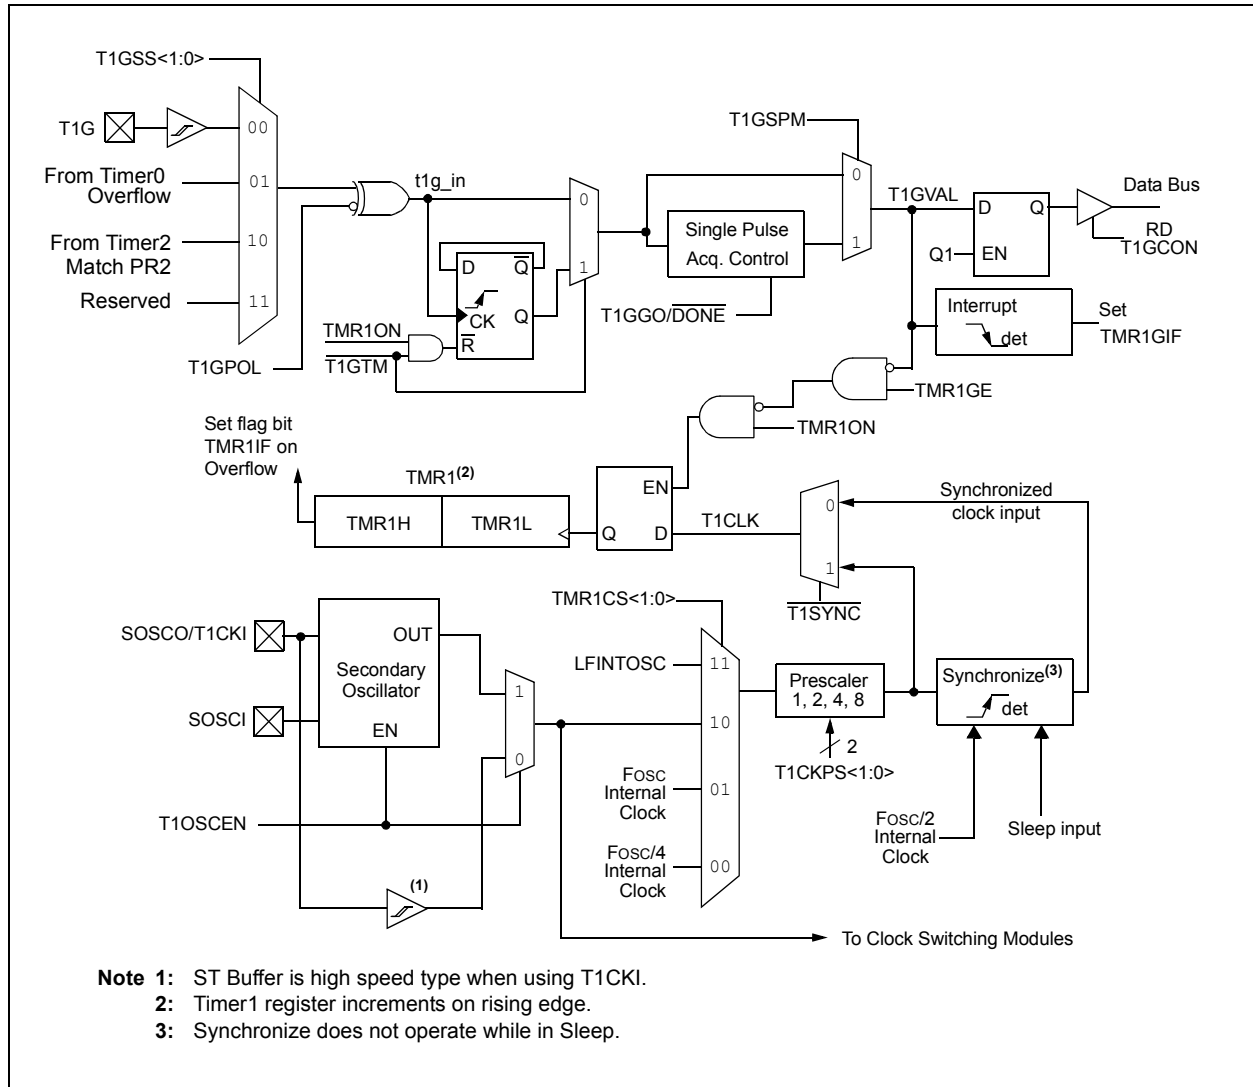 T1GSS<1:0>
T1G
00
From Timer0
Overflow
01
From Timer2
Match PR2
10
Reserved
11
T1GPOL
t1g_in
D
Q
CK
Q
R
TMR1ON
T1GTM
0
1
T1GSPM
Single Pulse
Acq. Control
T1GGO/DONE
0
1
T1GVAL
D
Q
Q1
EN
Data Bus
RD
T1GCON
Interrupt
det
Set
TMR1GIF
TMR1GE
TMR1ON
Set flag bit
TMR1IF on
Overflow
TMR1(2)
TMR1H
TMR1L
EN
Q
D
T1CLK
0
1
T1SYNC
Synchronized
clock input
SOSCO/T1CKI
OUT
Secondary
Oscillator
SOSCI
EN
T1OSCEN
1
0
(1)
TMR1CS<1:0>
LFINTOSC
11
10
FOSC
Internal
Clock
01
FOSC/4
Internal
Clock
00
Prescaler
1, 2, 4, 8
2
T1CKPS<1:0>
Synchronize(3)
det
FOSC/2
Internal
Clock
Sleep input
To Clock Switching Modules
Note 1: ST Buffer is high speed type when using T1CKI.
2: Timer1 register increments on rising edge.
3: Synchronize does not operate while in Sleep.